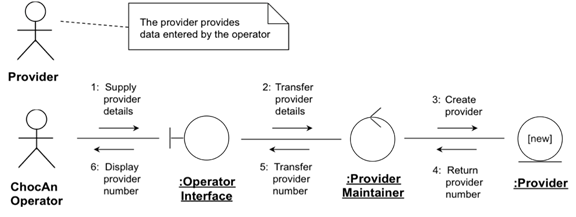 The provider provides
data entered by the operator
Provider
1: Supply
provider
details
2: Transfer
provider
details
3: Create
provider
[new]
6: Display
provider
number
5: Transfer
provider
number
4: Return
provider
number
ChocAn
Operator
:Operator
Interface
:Provider
Maintainer
:Provider